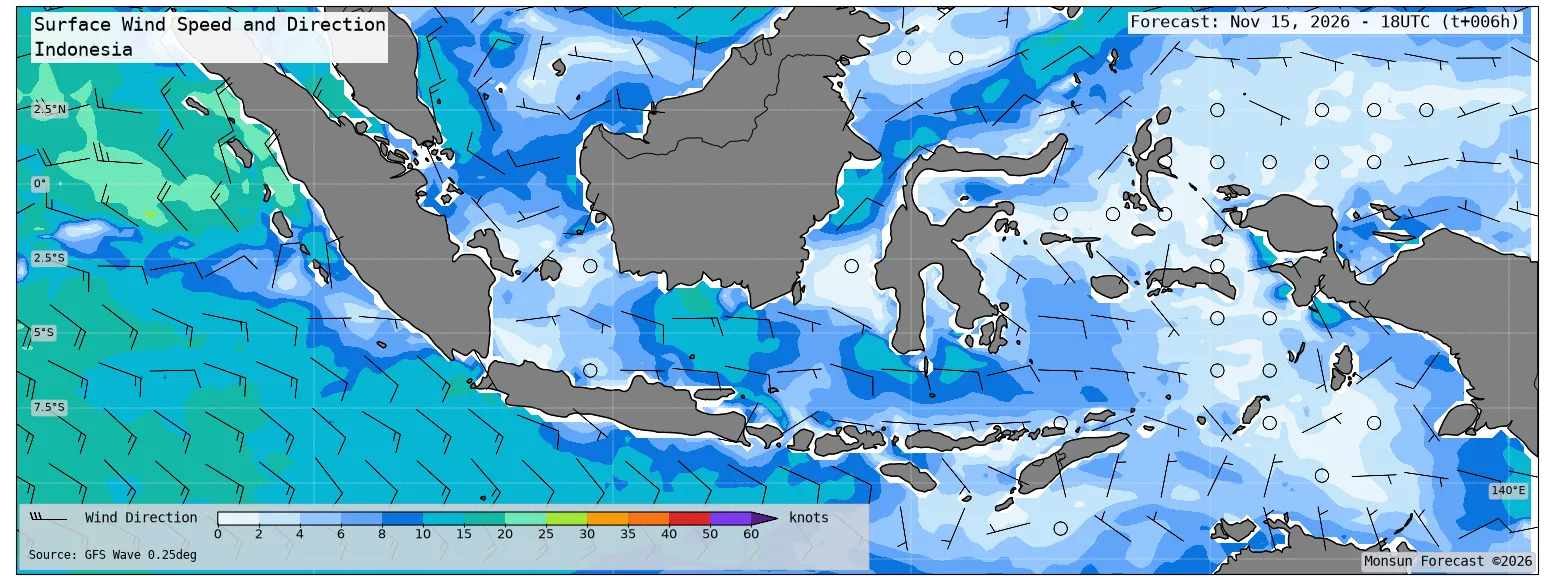 Surface Wind Speed and Direction
Indonesia
Forecast: Nov 15, 2026 - 18UTC (t+006h)
2.5°N
0°
2.5°S
5°S
7.5°S
140°E
Wind Direction
0 2 4 6 8 10 15 20 25 30 35 40 50 60
knots
Source: GFS Wave 0.25deg
Monsun Forecast ©2026